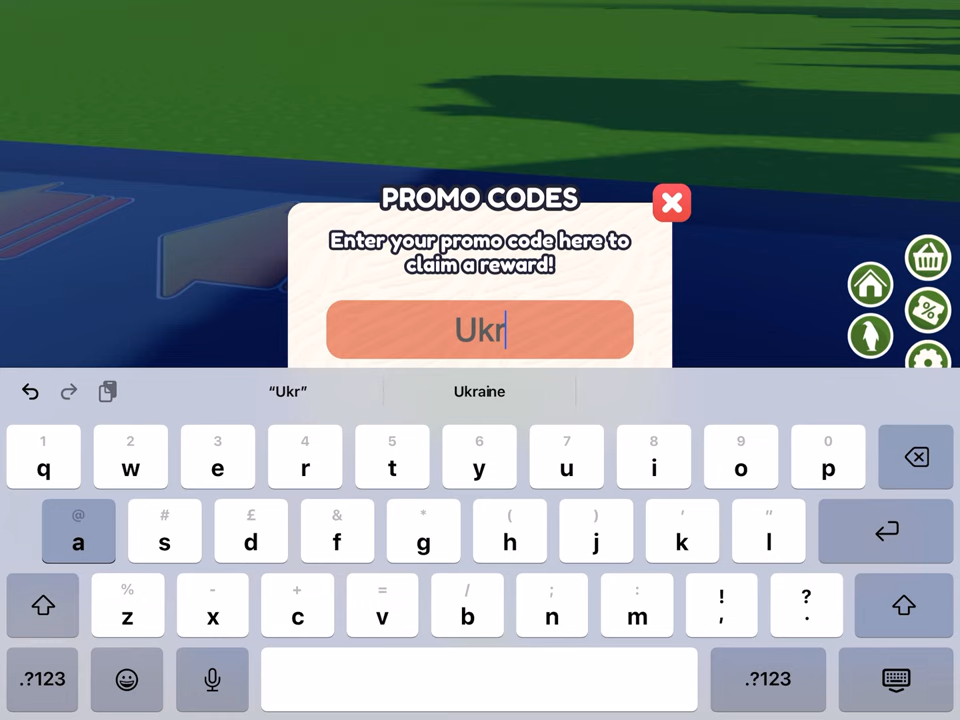 PROMO CODES
Enter your promo code here to
claim a reward!
Ukr
“Ukr” Ukraine
1 2 3 4 5 6 7 8 9 0
q w e r t y u i o p
@ # £ & * ( ) ′ ″
a s d f g h j k l
% - + = / ; : ! ?
z x c v b n m , .
.?123 .?123